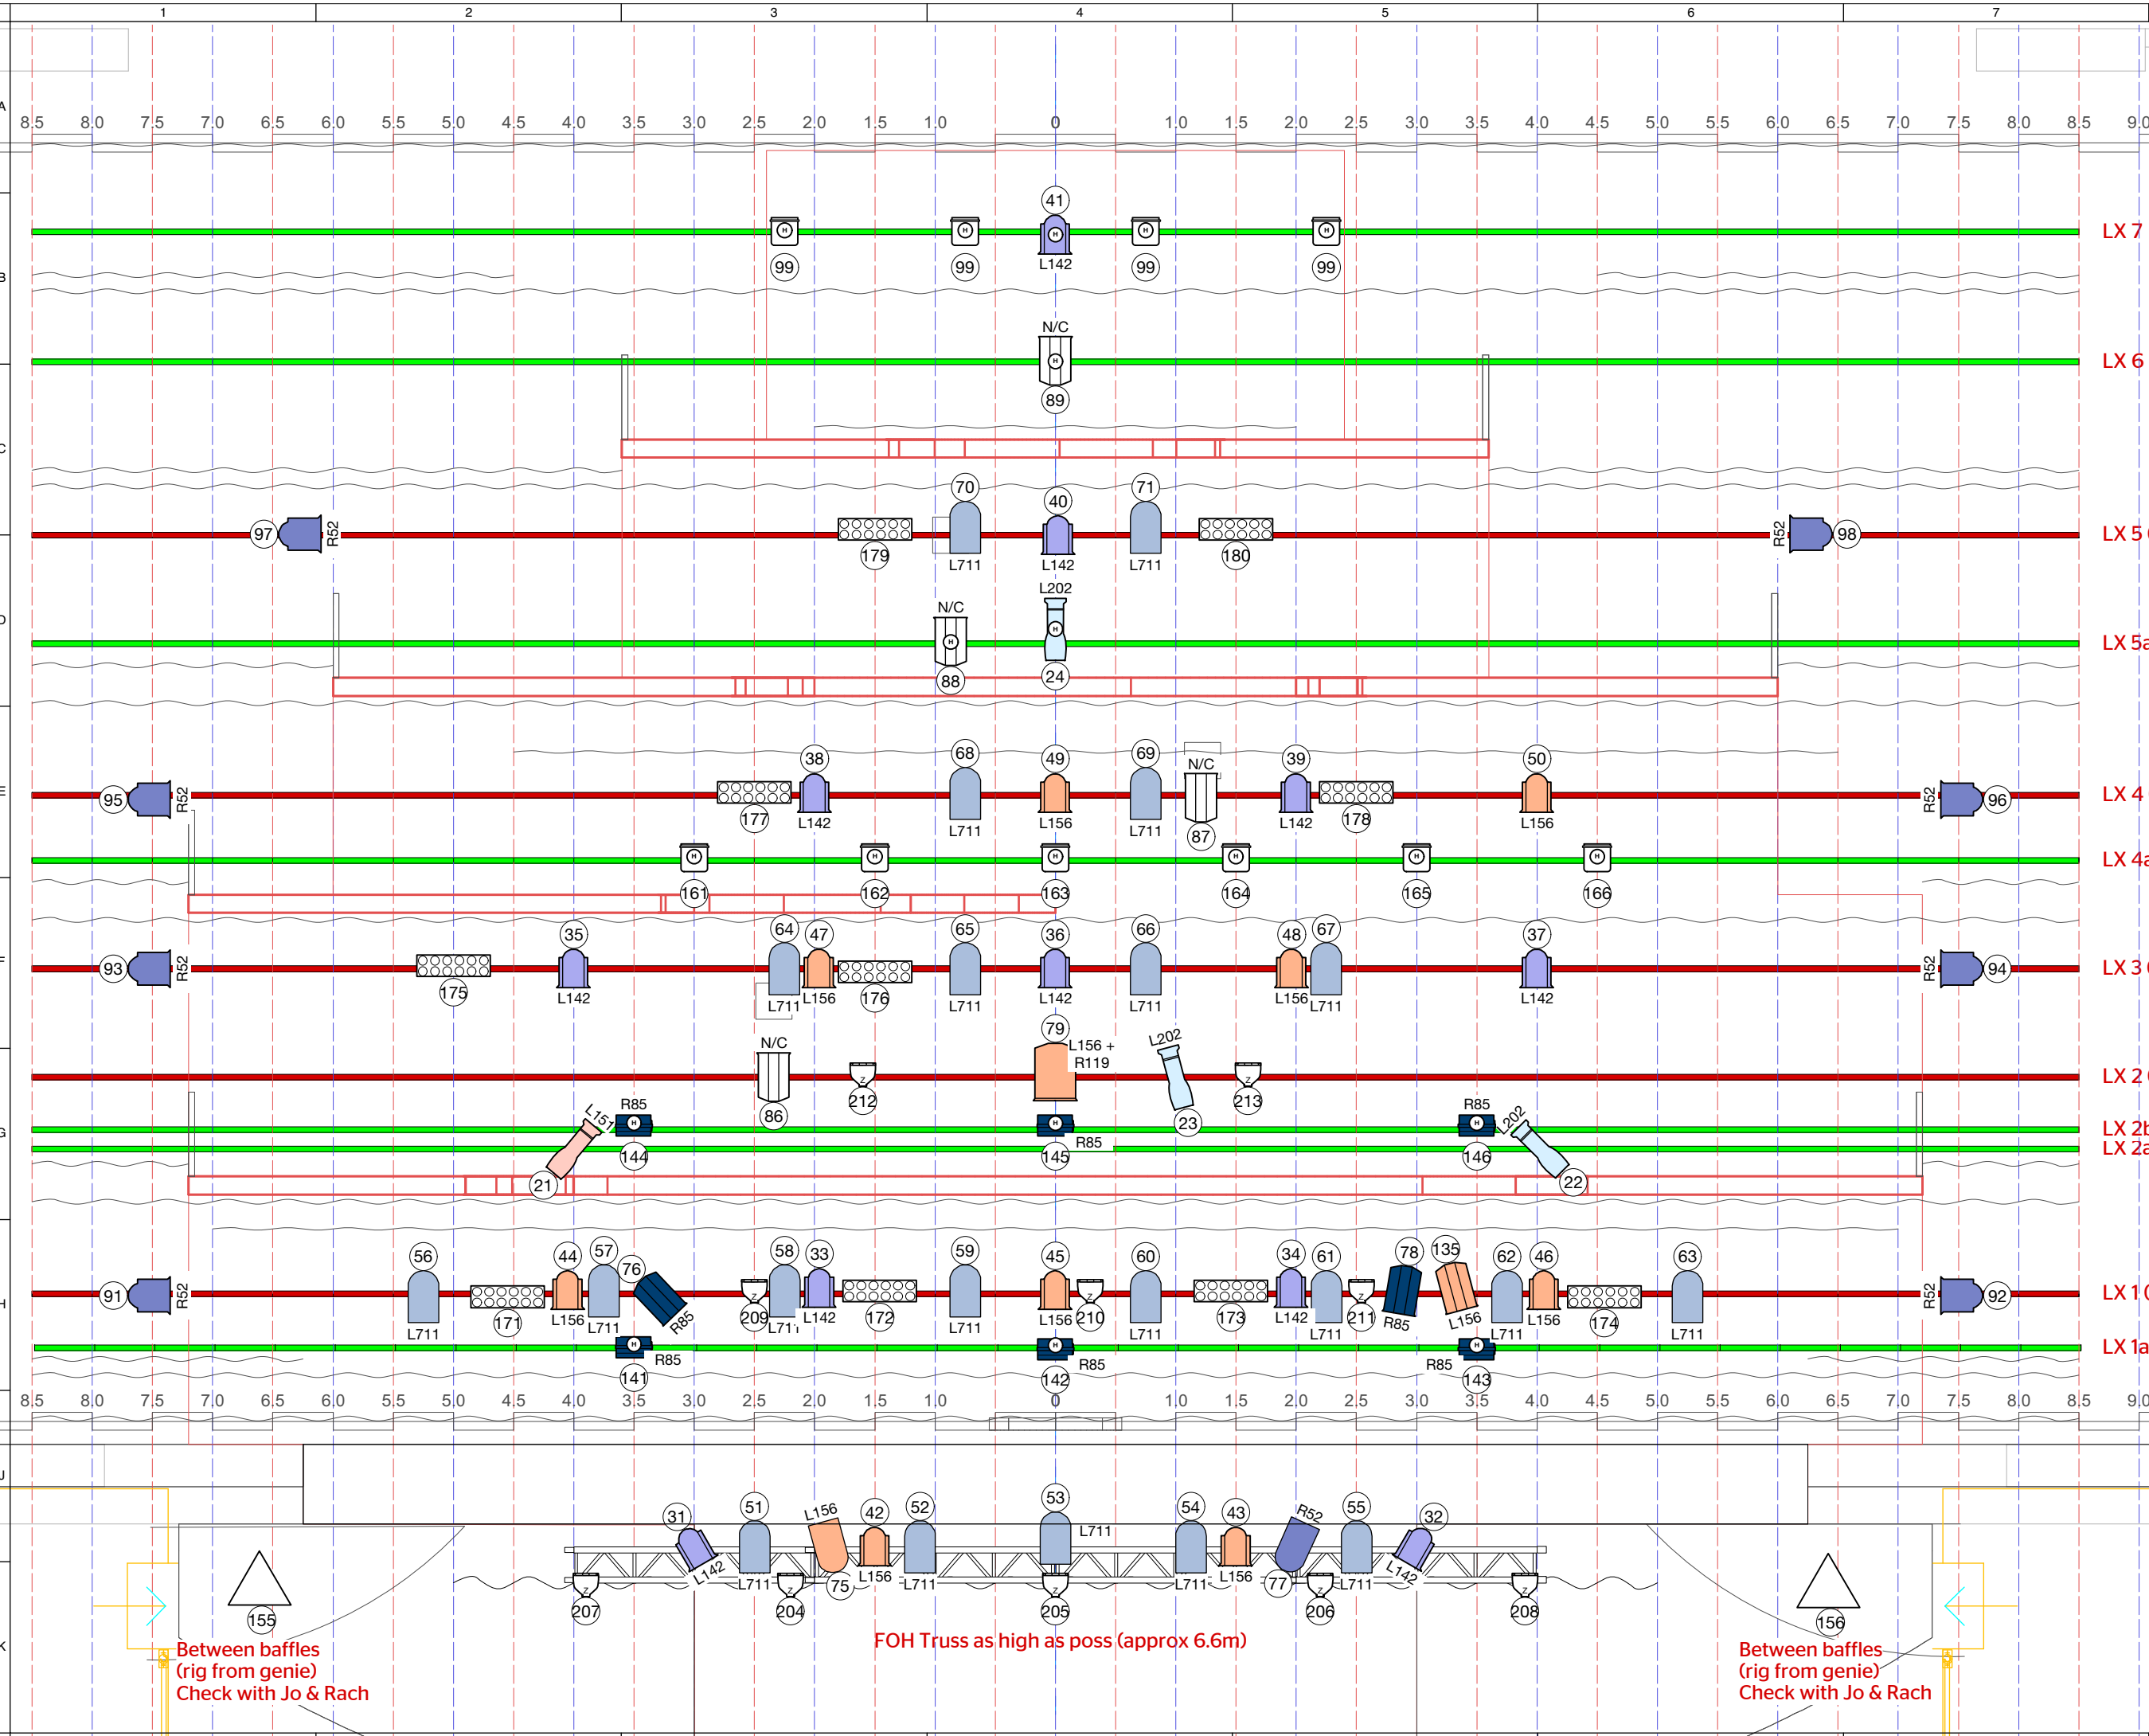 1 2 3 4 5 6 7
A
8.5 8.0 7.5 7.0 6.5 6.0 5.5 5.0 4.5 4.0 3.5 3.0 2.5 2.0 1.5 1.0 0 1.0 1.5 2.0 2.5 3.0 3.5 4.0 4.5 5.0 5.5 6.0 6.5 7.0 7.5 8.0 8.5 9.0
41
H H H H H LX 7
99 99 L142 99 99
B
N/C
H LX 6
89
C
70 40 71
97 R52 R52 98 LX 5
179 L142 180
L711 L711
L202
N/C
D
H H LX 5a
88 24
38 68 49 69 39 50
N/C
E
95 R52 R52 96 LX 4
177 L142 L711 L156 L711 87 L142 178 L156
H H H H H H LX 4a
161 162 163 164 165 166
35 64 47 65 36 66 48 67 37
F
93 R52 R52 94 LX 3
175 L142 L711 L156 176 L711 L142 L711 L156 L711 L142
79
N/C L156 + L202
R119
Z Z LX 2
86 212 23 213
L151 R85 R85 L202
G
H H H LX 2b
144 145 R85 146 LX 2a
21 22
56 44 57 76 58 33 59 45 60 34 61 78 135 62 46 63
H
91 R52 Z Z Z R52 92 LX 1
L711 171 L156 L711 R85 209 L711 L142 172 L711 L156 210 L711 173 L142 L711 211 R85 L156 L711 L156 174 L711
H H H LX 1a
141 R85 142 R85 R85 143
8.5 8.0 7.5 7.0 6.5 6.0 5.5 5.0 4.5 4.0 3.5 3.0 2.5 2.0 1.5 1.0 0 1.0 1.5 2.0 2.5 3.0 3.5 4.0 4.5 5.0 5.5 6.0 6.5 7.0 7.5 8.0 8.5 9.0
J
31 51 L156 42 52 53 54 43 R52 55 32
L711
L142 L711 75 L156 L711 L711 L156 77 L711 L142
Z Z Z Z Z
207 204 205 206 208
155 156
K
FOH Truss as high as poss (approx 6.6m)
Between baffles
(rig from genie)
Check with Jo & Rach
Between baffles
(rig from genie)
Check with Jo & Rach